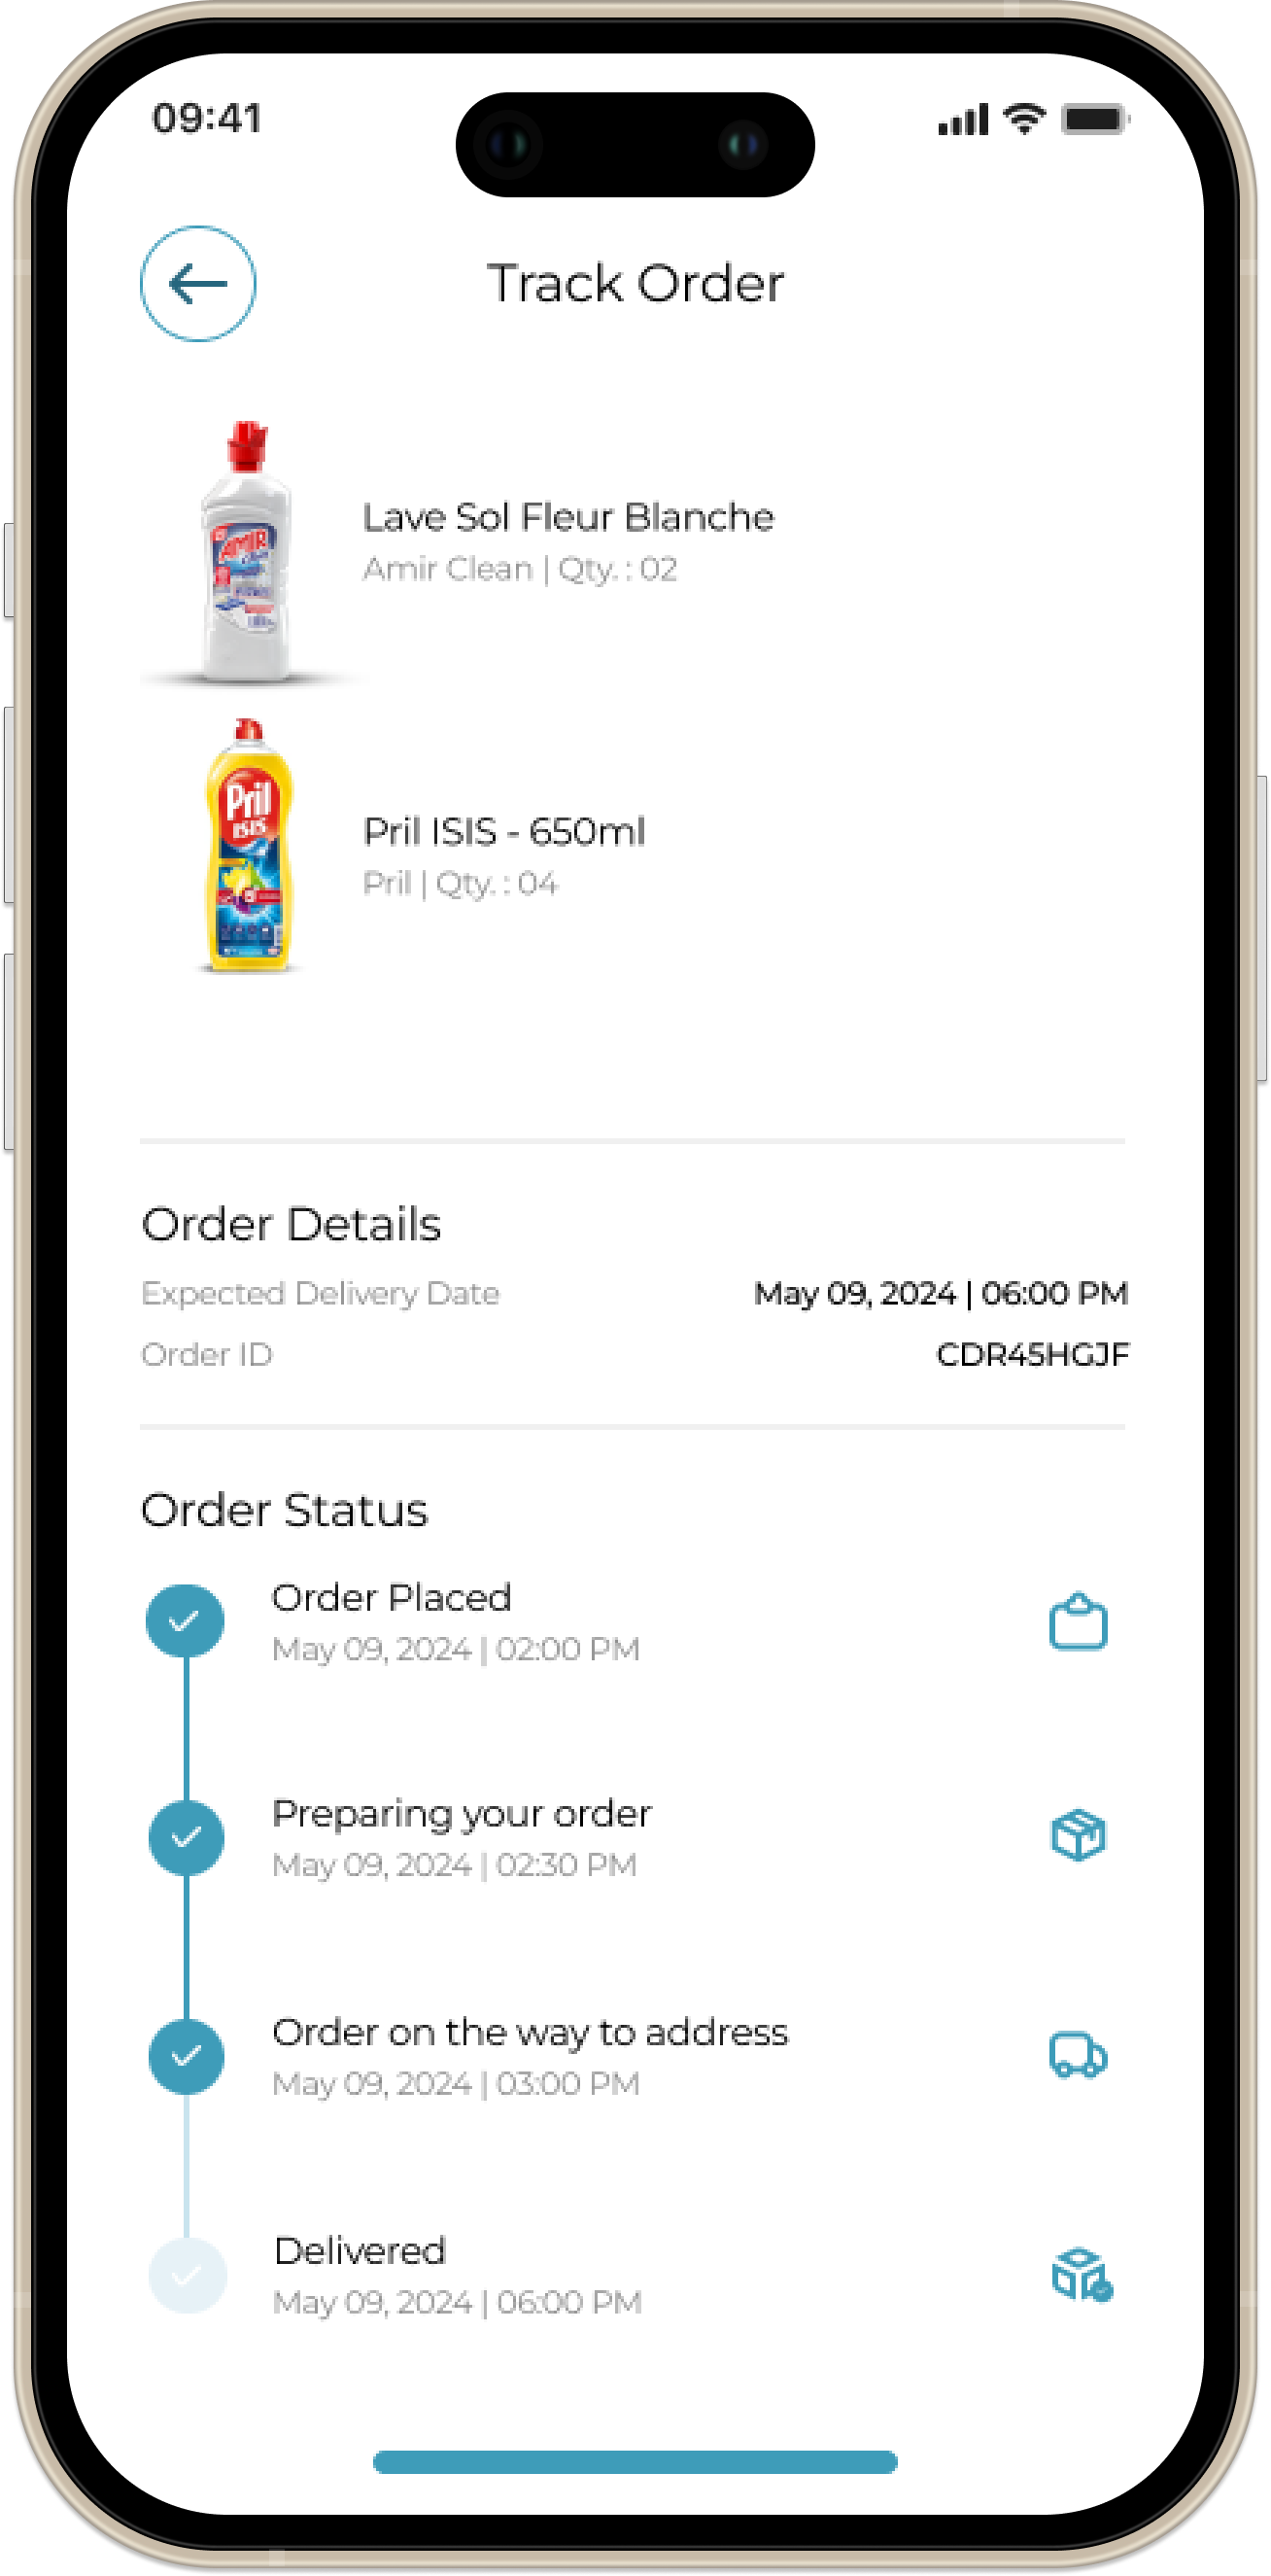 09:41
Track Order
AMIR
Lave Sol Fleur Blanche
Amir Clean | Qty. : 02
Pril
ISIS
Pril ISIS - 650ml
Pril | Qty. : 04
Order Details
Expected Delivery Date May 09, 2024 | 06:00 PM
Order ID CDR45HGJF
Order Status
Order Placed
May 09, 2024 | 02:00 PM
Preparing your order
May 09, 2024 | 02:30 PM
Order on the way to address
May 09, 2024 | 03:00 PM
Delivered
May 09, 2024 | 06:00 PM